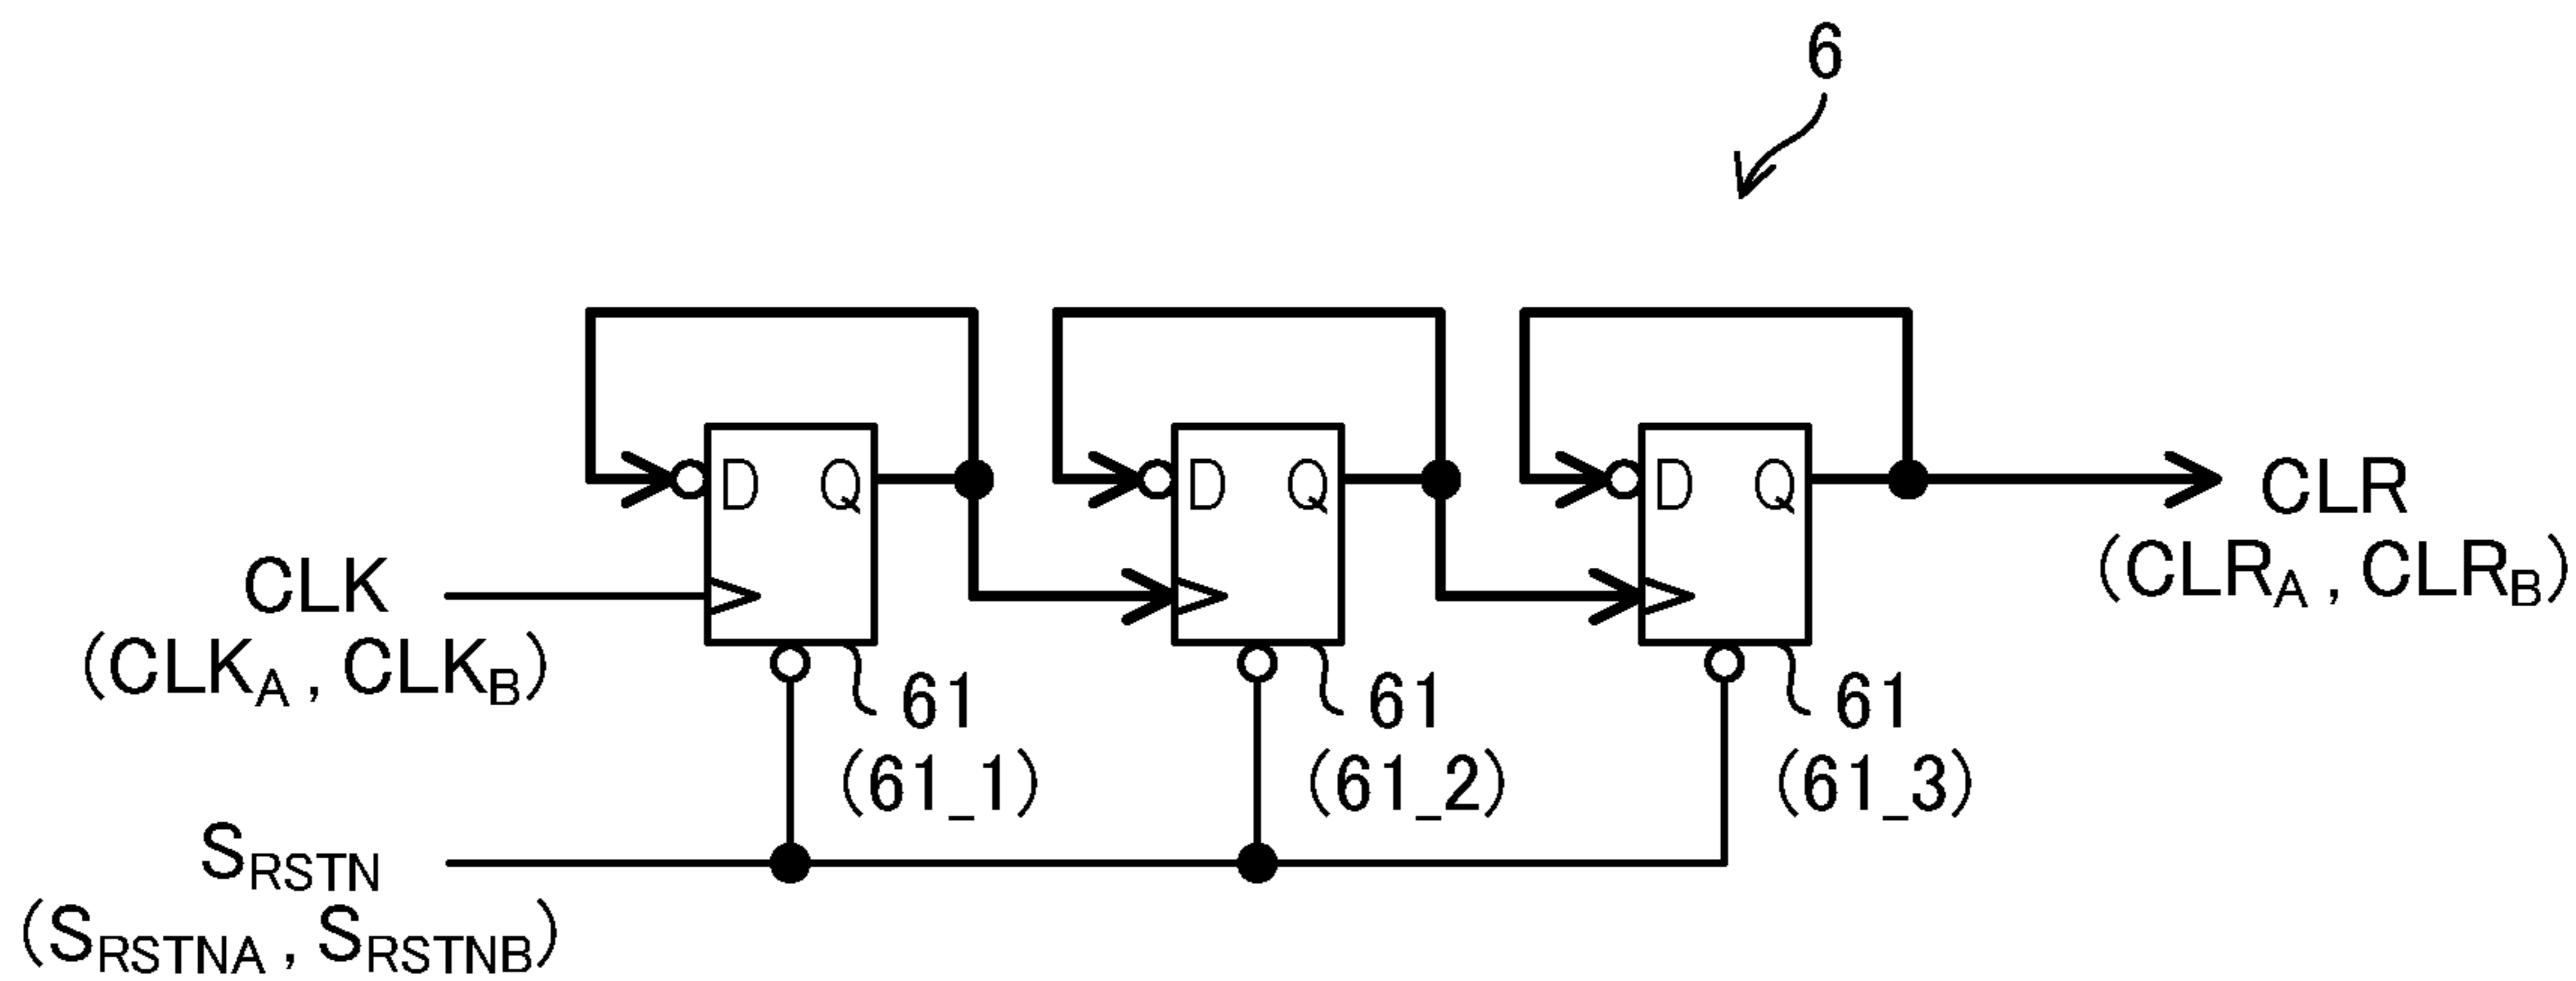 6
D Q
D Q
D Q
CLK
(CLKA , CLKB)
CLR
(CLRA , CLRB)
61
(61_1)
61
(61_2)
61
(61_3)
SRSTN
(SRSTNA , SRSTNB)